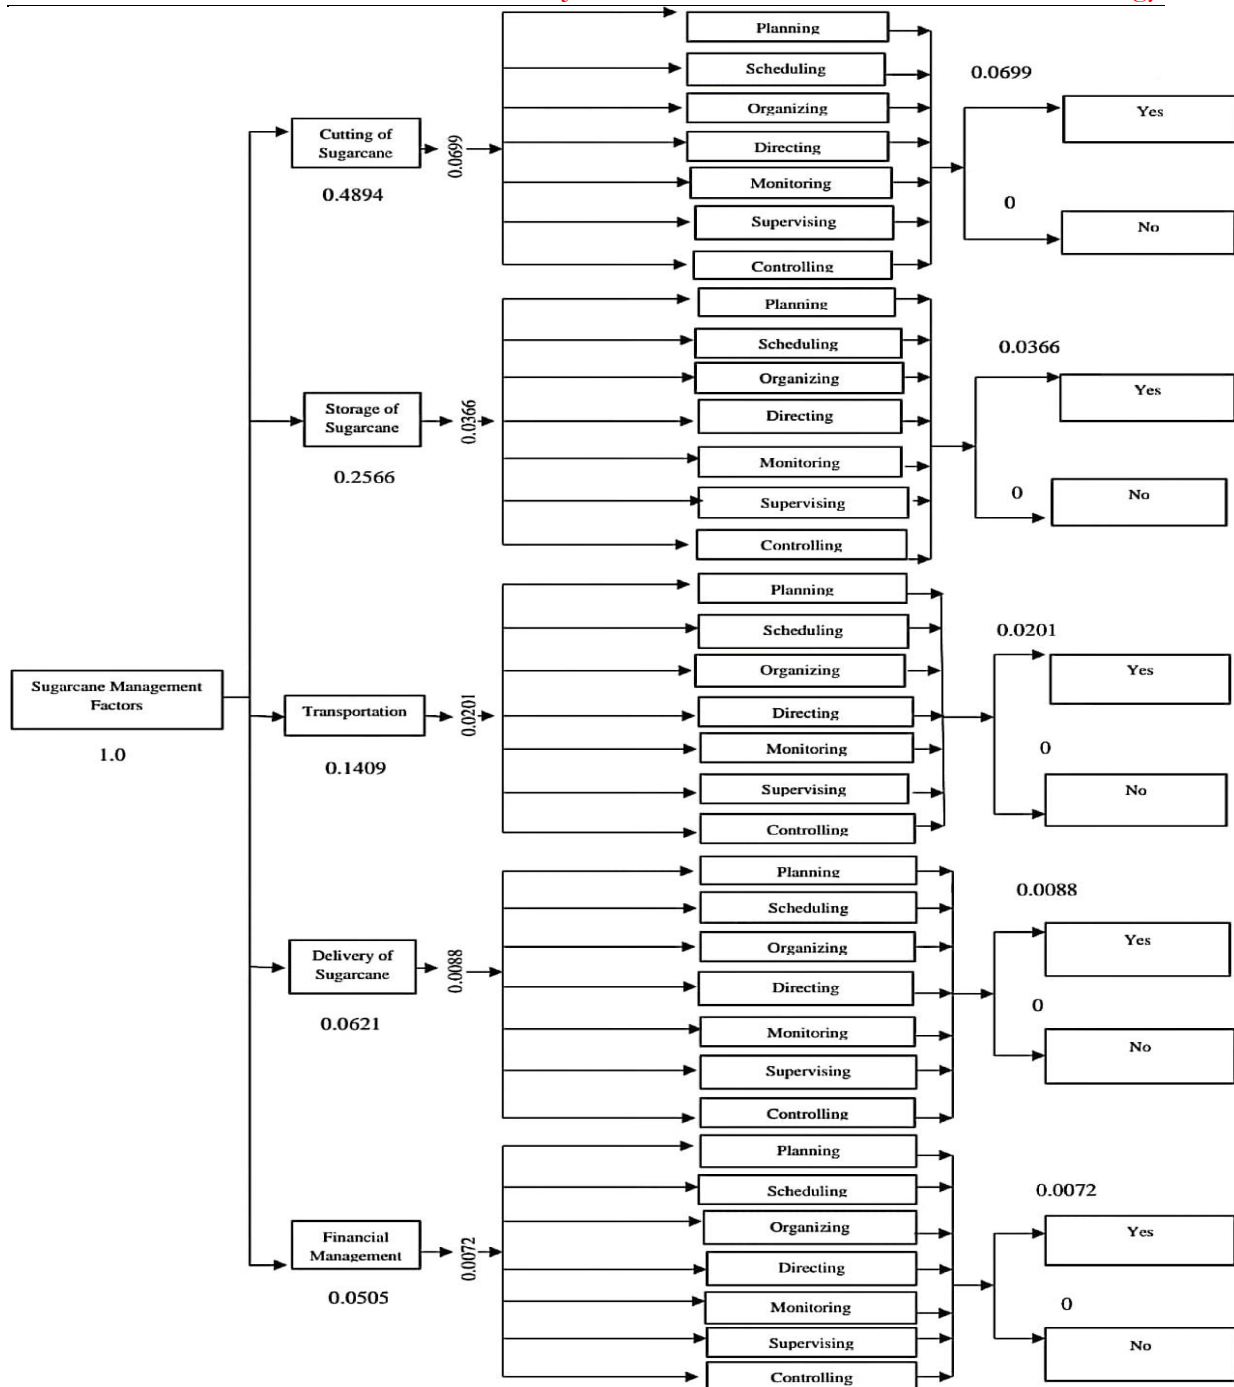 Planning
Scheduling
0.0699
Yes
Organizing
Cutting of
Sugarcane
0.0699
Directing
0.4894
Monitoring
0
Supervising
No
Controlling
Planning
Scheduling
0.0366
Organizing
Yes
Storage of
Sugarcane
0.0366
Directing
0.2566
Monitoring
0
No
Supervising
Controlling
Planning
Scheduling
0.0201
Organizing
Yes
Sugarcane Management
Factors
1.0
Transportation
0.0201
Directing
0.1409
Monitoring
0
Supervising
No
Controlling
Planning
0.0088
Scheduling
Yes
Organizing
Delivery of
Sugarcane
0.0088
Directing
0.0621
0
Monitoring
No
Supervising
Controlling
Planning
Scheduling
0.0072
Organizing
Yes
Financial
Management
0.0072
Directing
0.0505
Monitoring
0
Supervising
No
Controlling